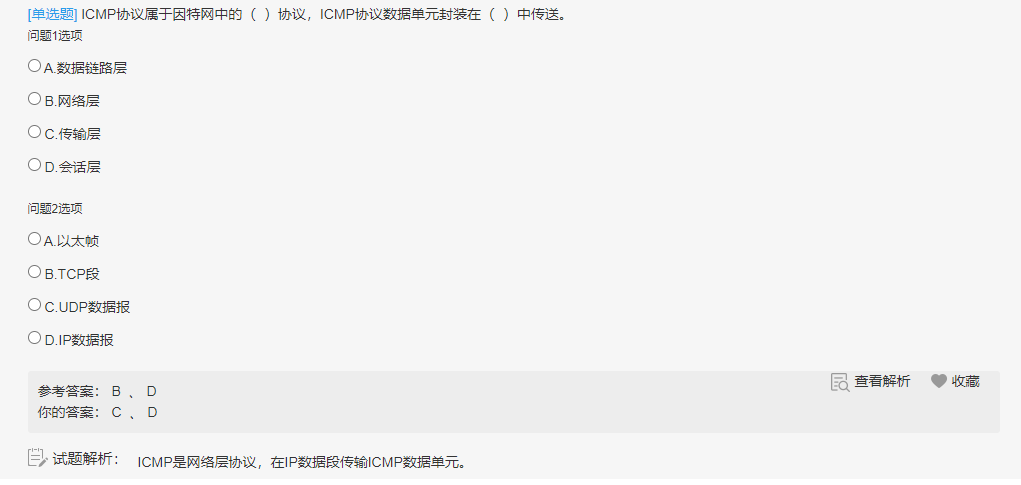 [单选题] ICMP协议属于因特网中的（ ）协议，ICMP协议数据单元封装在（ ）中传送。
问题1选项
A.数据链路层
B.网络层
C.传输层
D.会话层
问题2选项
A.以太帧
B.TCP段
C.UDP数据报
D.IP数据报
查看解析 收藏
参考答案： B 、 D
你的答案： C 、 D
试题解析： ICMP是网络层协议，在IP数据段传输ICMP数据单元。